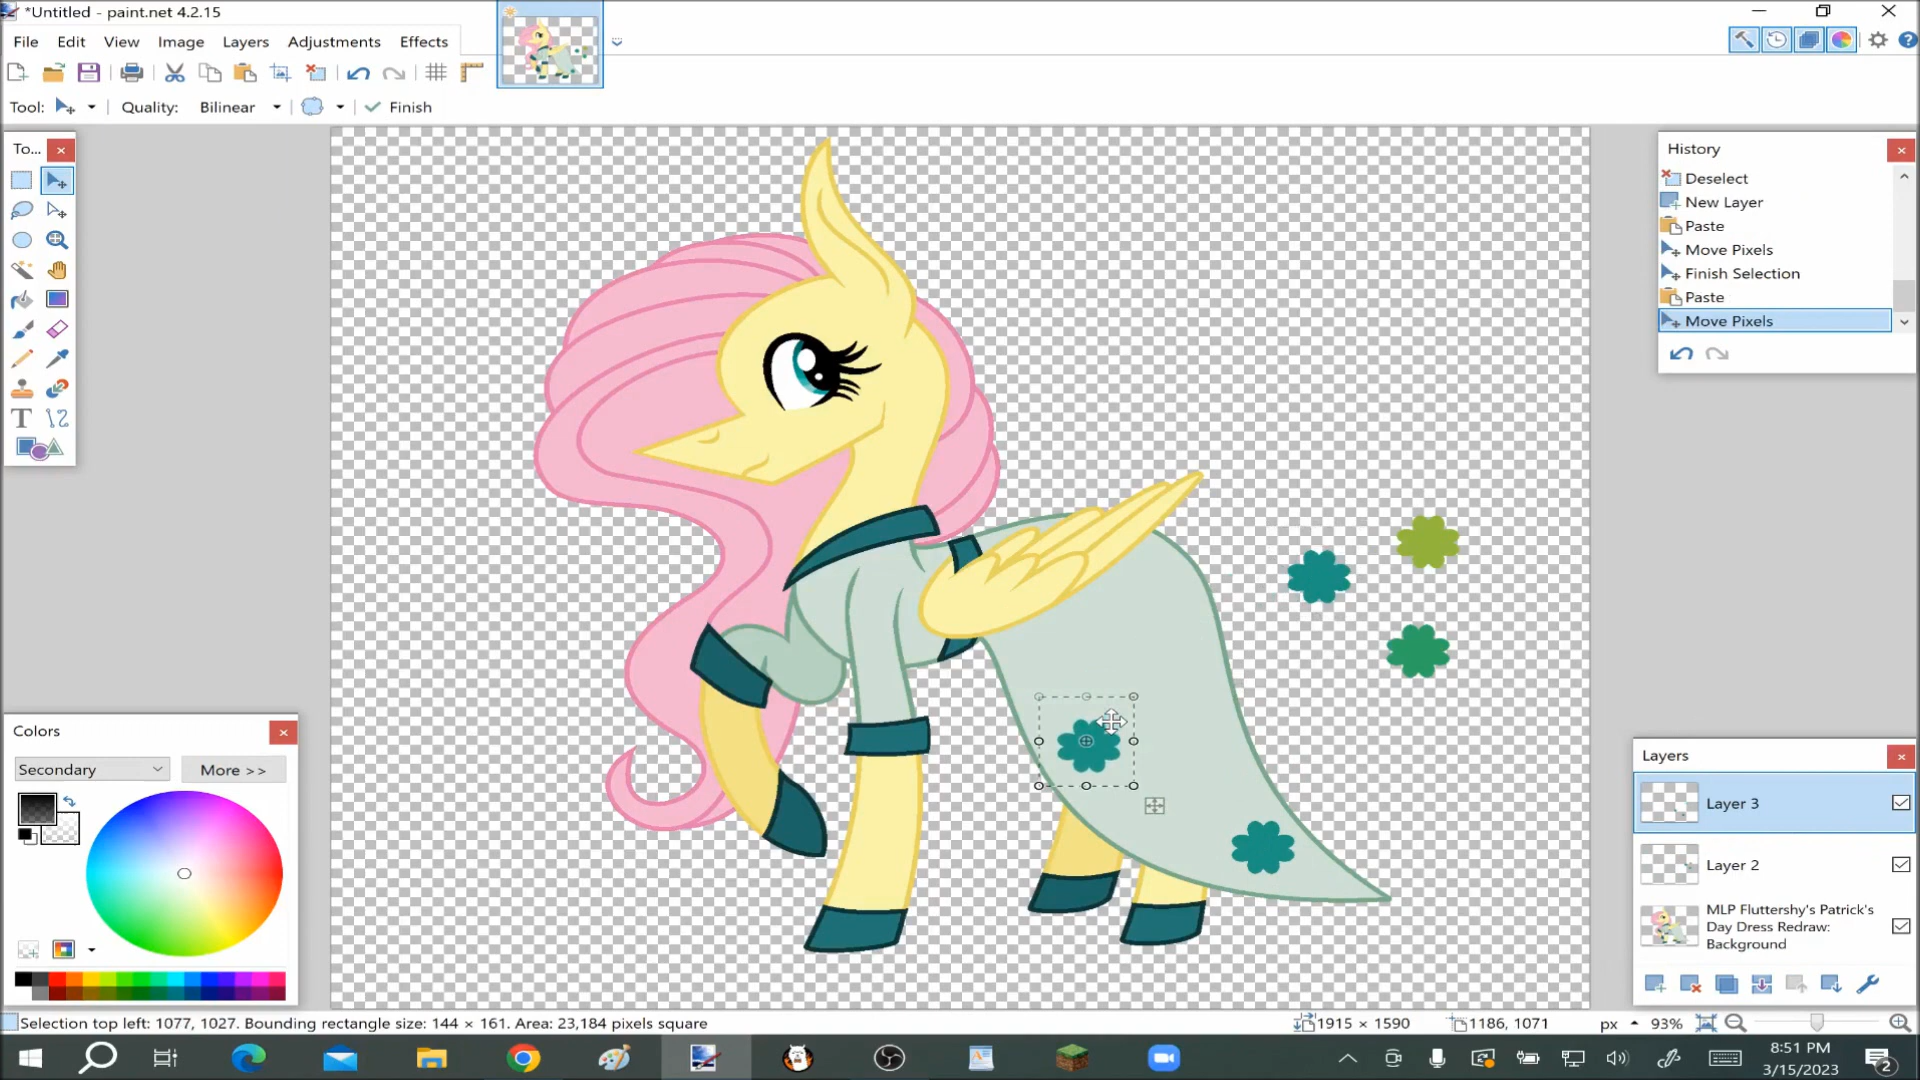 *Untitled - paint.net 4.2.15
File Edit View Image Layers Adjustments Effects
Tool: Quality: Bilinear Finish
To...
History
Deselect
New Layer
Paste
Move Pixels
Finish Selection
Paste
Move Pixels
Colors
Secondary More >>
Layers
Layer 3
Layer 2
MLP Fluttershy's Patrick's
Day Dress Redraw:
Background
Selection top left: 1077, 1027. Bounding rectangle size: 144 × 161. Area: 23,184 pixels square 1915 × 1590 1186, 1071 px 93%
8:51 PM
3/15/2023
2